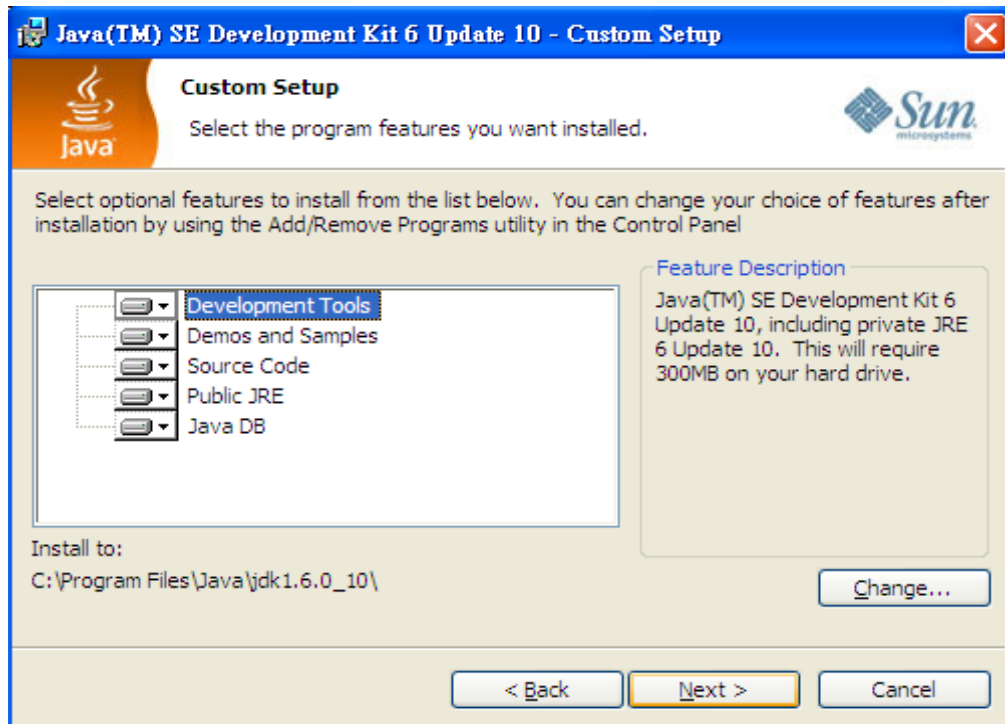 Java(TM) SE Development Kit 6 Update 10 - Custom Setup
Java
Custom Setup
Select the program features you want installed.
Sun
microsystems
Select optional features to install from the list below.  You can change your choice of features after
installation by using the Add/Remove Programs utility in the Control Panel
Development Tools
Demos and Samples
Source Code
Public JRE
Java DB
Feature Description
Java(TM) SE Development Kit 6
Update 10, including private JRE
6 Update 10.  This will require
300MB on your hard drive.
Install to:
C:\Program Files\Java\jdk1.6.0_10\
Change...
< Back
Next >
Cancel